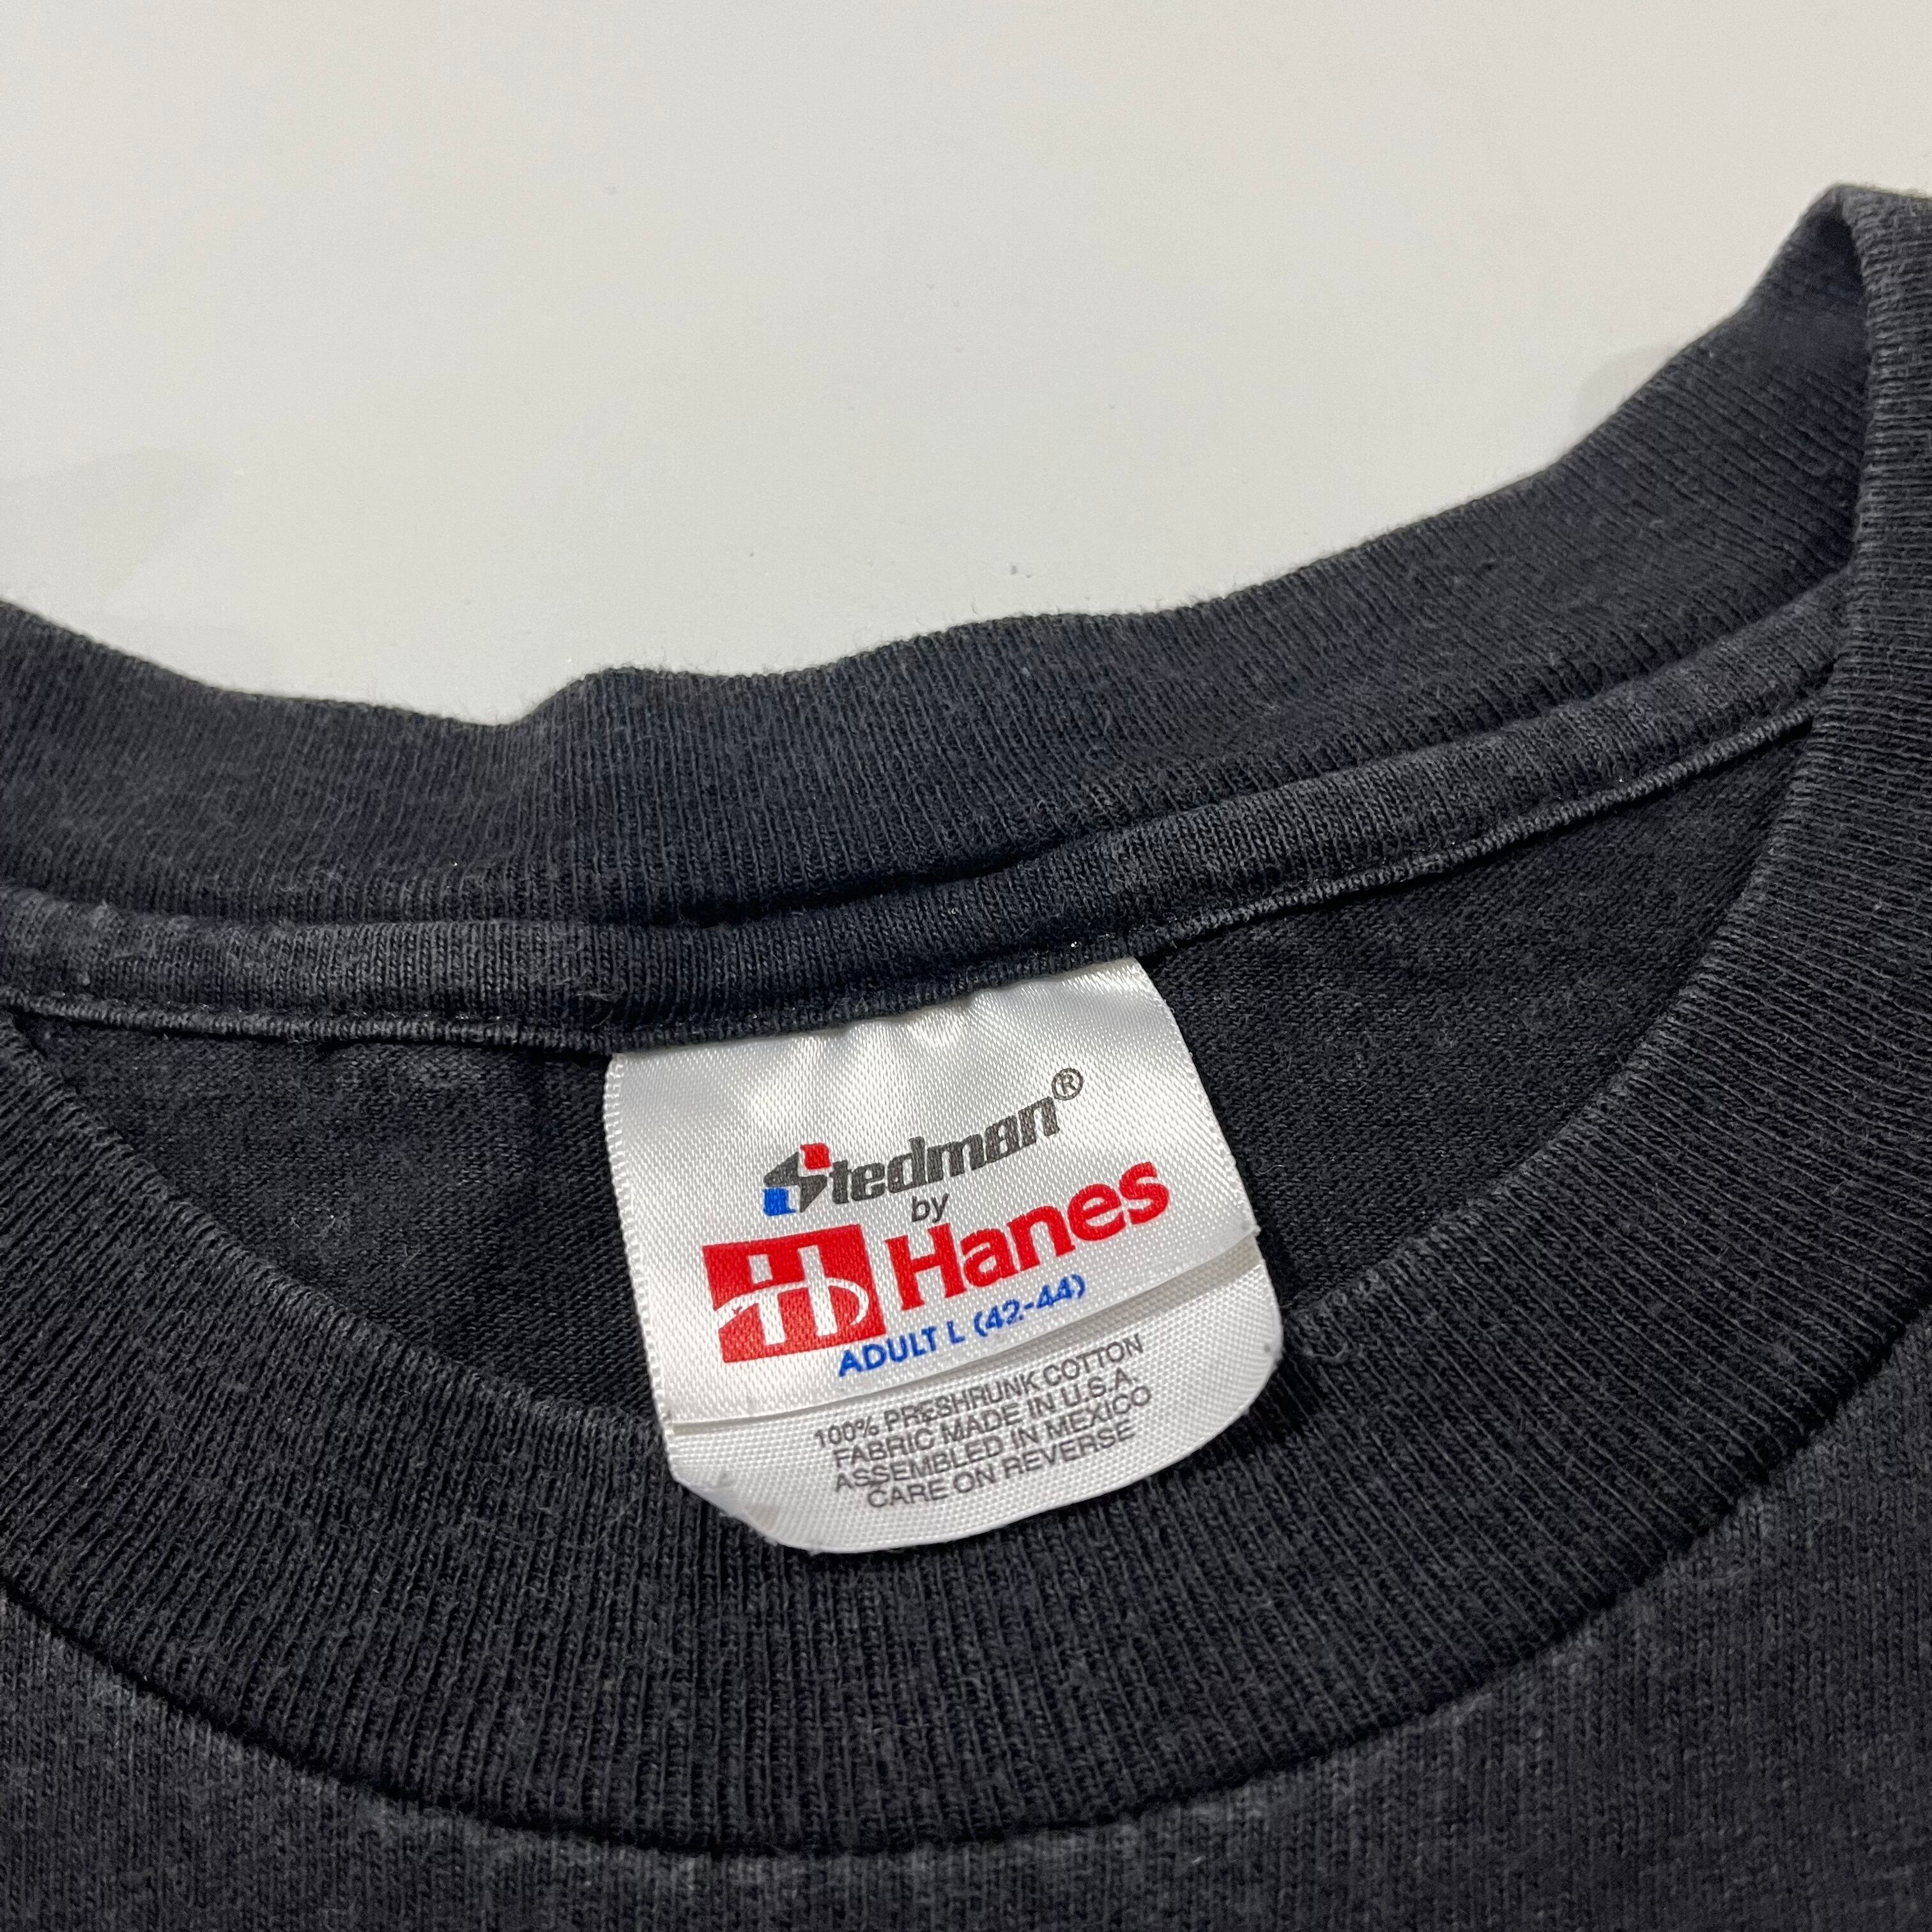 Stedman®
by
Hanes
ADULT L (42-44)
100% PRESHRUNK COTTON
FABRIC MADE IN U.S.A.
ASSEMBLED IN MEXICO
CARE ON REVERSE